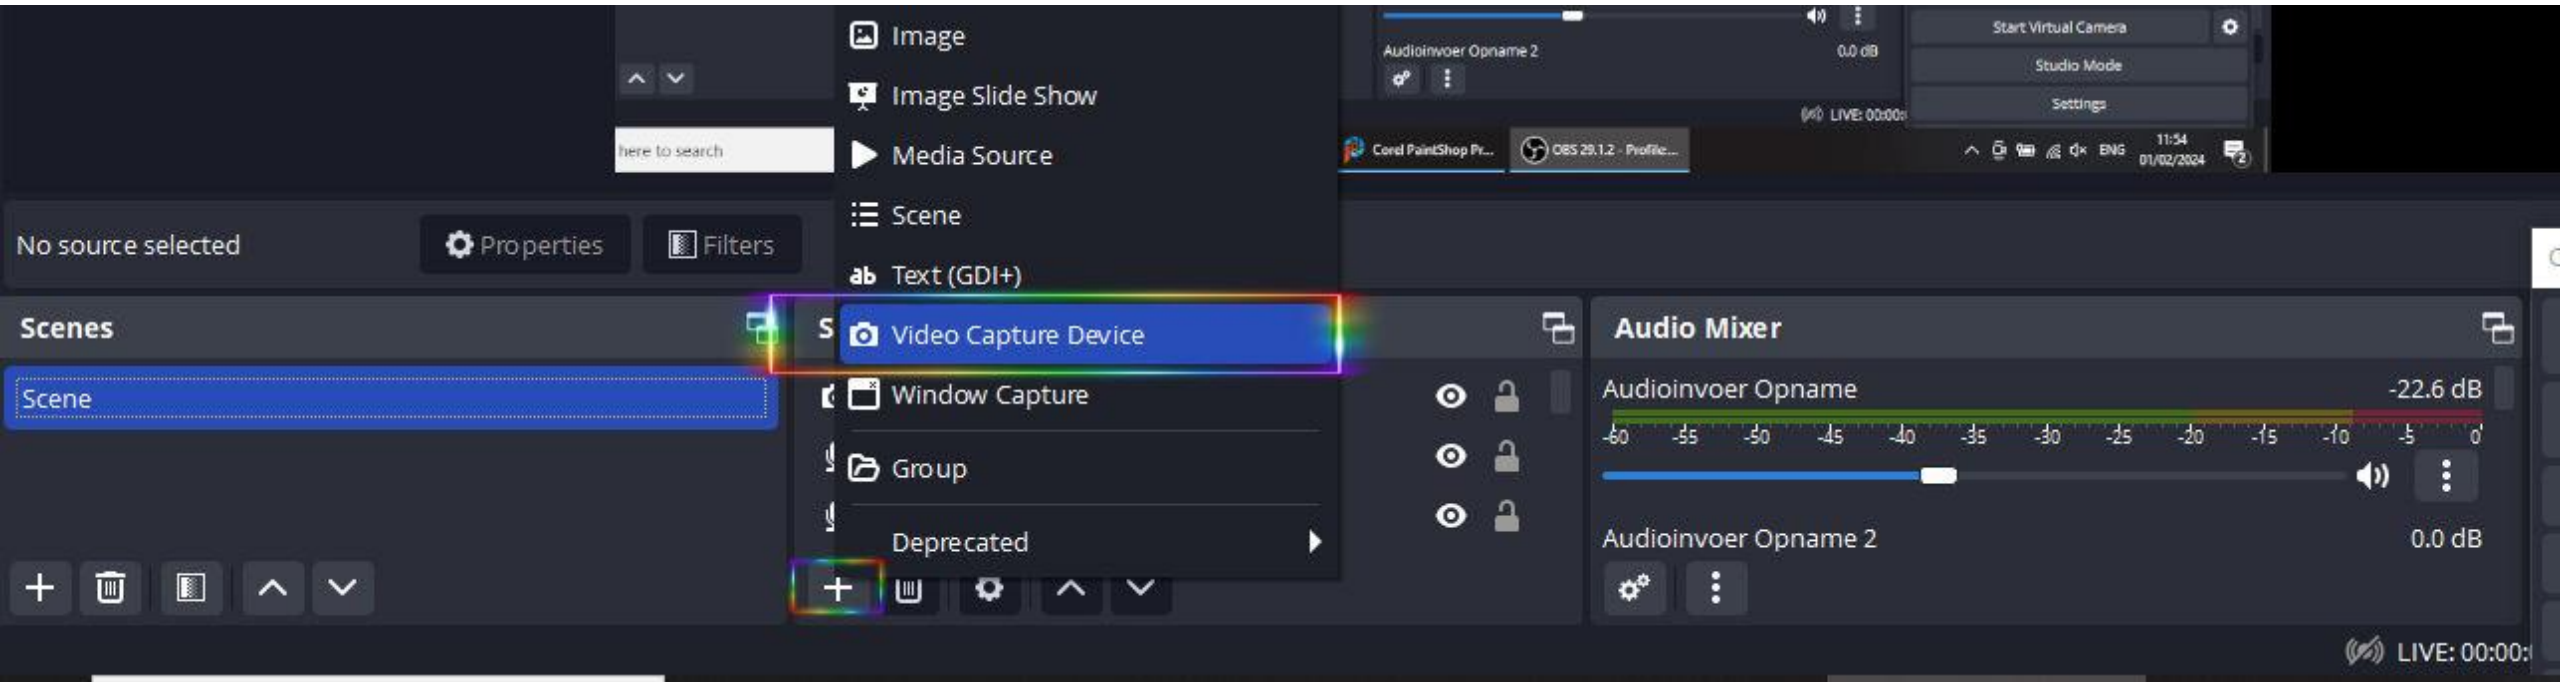 Image
Image Slide Show
Media Source
Scene
ab Text (GDI+)
Video Capture Device
Window Capture
Group
Deprecated
Audioinvoer Opname 2
0.0 dB
LIVE: 00:00:
Start Virtual Camera
Studio Mode
Settings
here to search
Corel PaintShop Pr...
OBS 29.1.2 - Profile...
ENG
11:54
01/02/2024
2
No source selected
Properties
Filters
Scenes
Scene
S
Audio Mixer
Audioinvoer Opname
-22.6 dB
-60 -55 -50 -45 -40 -35 -30 -25 -20 -15 -10 -5 0
Audioinvoer Opname 2
0.0 dB
LIVE: 00:00: